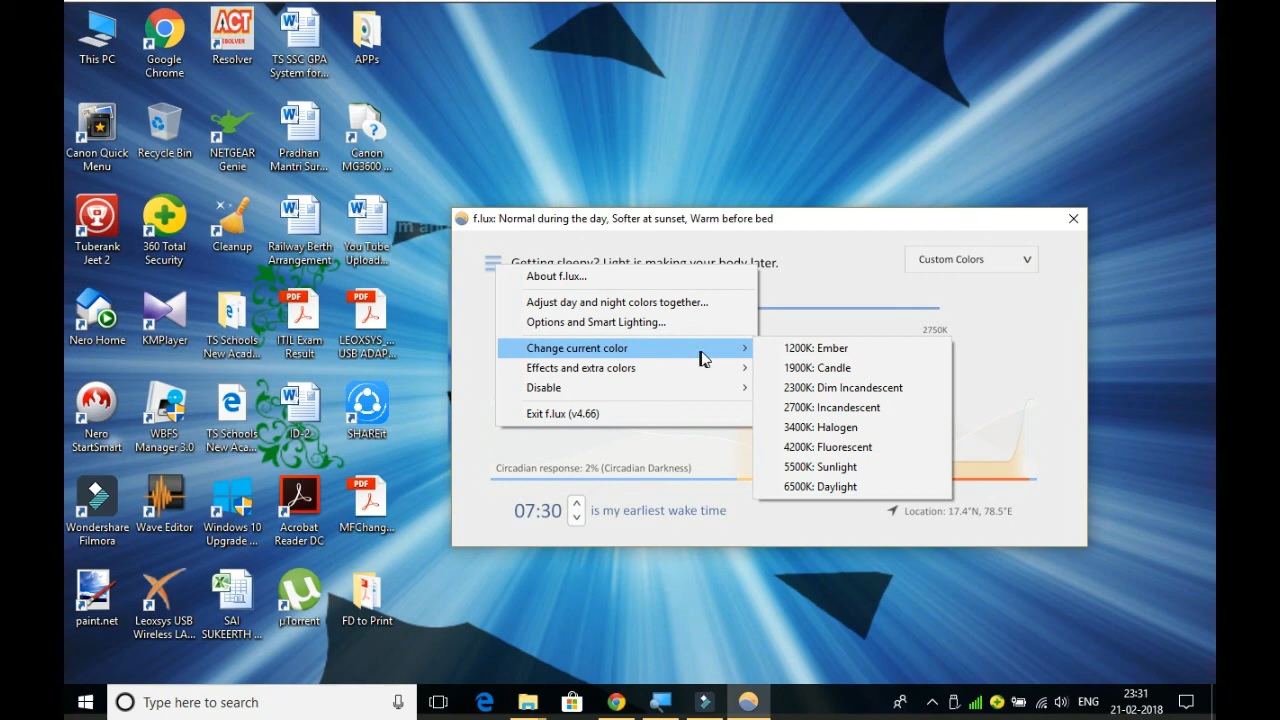 This PC
Google
Chrome
ACT
RESOLVER
Resolver
TS SSC GPA
System for...
APPs
Canon Quick
Menu
Recycle Bin
NETGEAR
Genie
Pradhan
Mantri Sur...
Canon
MG3600 ...
Tuberank
Jeet 2
360 Total
Security
Cleanup
Railway Berth
Arrangement
You Tube
Upload...
Nero Home
KMPlayer
TS Schools
New Acad...
PDF
ITIL Exam
Result
PDF
LEOXSYS_...
USB ADAP...
Nero
StartSmart
WBFS
Manager 3.0
TS Schools
New Aca...
ID-2
SHAREit
Wondershare
Filmora
Wave Editor
Windows 10
Upgrade ...
Acrobat
Reader DC
PDF
MFChang...
paint.net
Leoxsys USB
Wireless LA...
SAI
SUKEERTH ...
µTorrent
FD to Print
f.lux: Normal during the day, Softer at sunset, Warm before bed
Getting sleepy? Light is making your body later.
Custom Colors
About f.lux...
Adjust day and night colors together...
Options and Smart Lighting...
Change current color
Effects and extra colors
Disable
Exit f.lux (v4.66)
2750K
1200K: Ember
1900K: Candle
2300K: Dim Incandescent
2700K: Incandescent
3400K: Halogen
4200K: Fluorescent
5500K: Sunlight
6500K: Daylight
Circadian response: 2% (Circadian Darkness)
07:30 is my earliest wake time
Location: 17.4°N, 78.5°E
Type here to search
ENG
23:31
21-02-2018